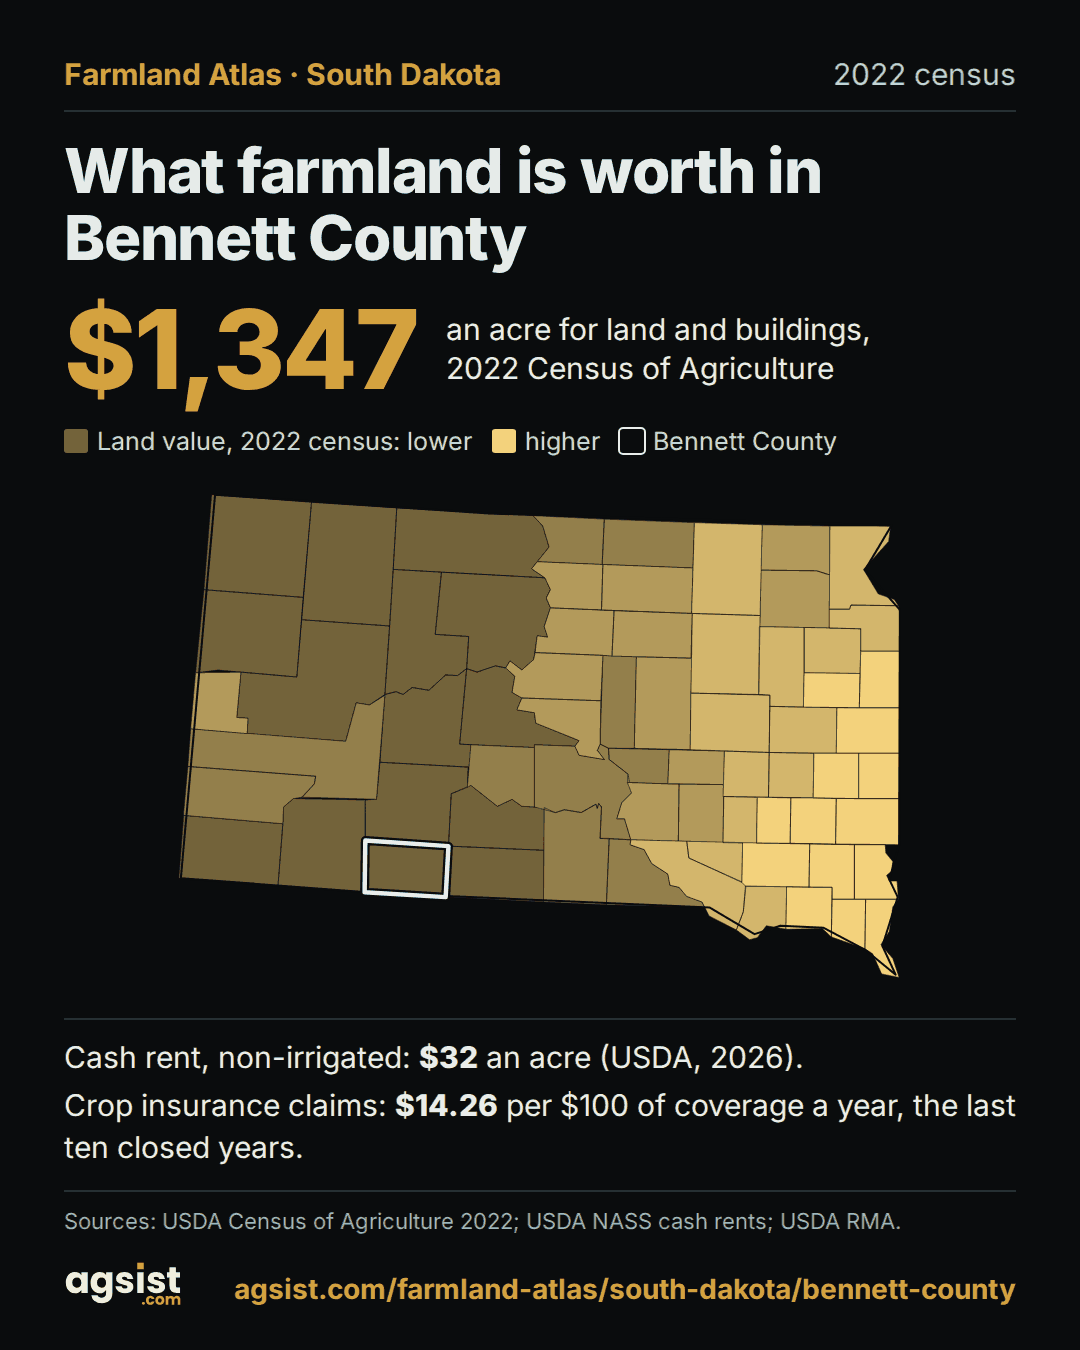 Farmland Atlas · South Dakota
2022 census
What farmland is worth in
Bennett County
$1,347
an acre for land and buildings,
2022 Census of Agriculture
Land value, 2022 census: lower
higher
Bennett County
Cash rent, non-irrigated: $32 an acre (USDA, 2026).
Crop insurance claims: $14.26 per $100 of coverage a year, the last
ten closed years.
Sources: USDA Census of Agriculture 2022; USDA NASS cash rents; USDA RMA.
agsist
.com
agsist.com/farmland-atlas/south-dakota/bennett-county